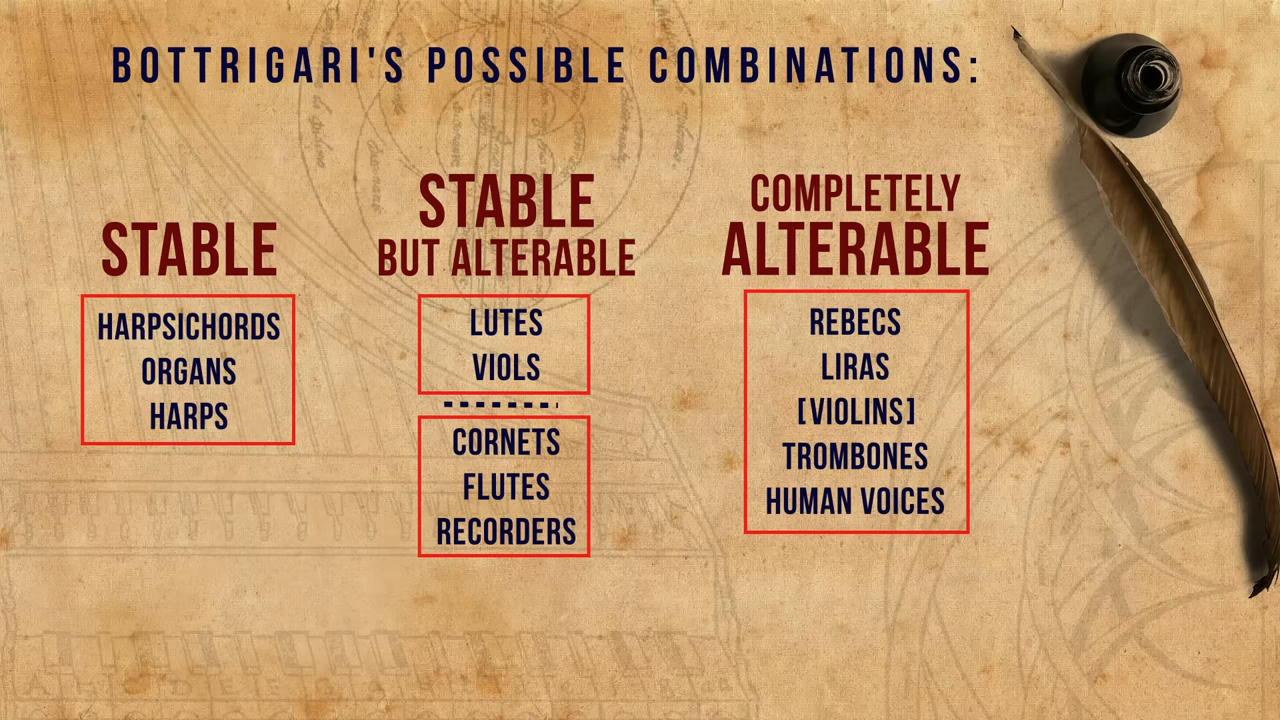 BOTTRIGARI'S POSSIBLE COMBINATIONS:
STABLE
HARPSICHORDS
ORGANS
HARPS
STABLE
BUT ALTERABLE
LUTES
VIOLS
CORNETS
FLUTES
RECORDERS
COMPLETELY
ALTERABLE
REBECS
LIRAS
[VIOLINS]
TROMBONES
HUMAN VOICES